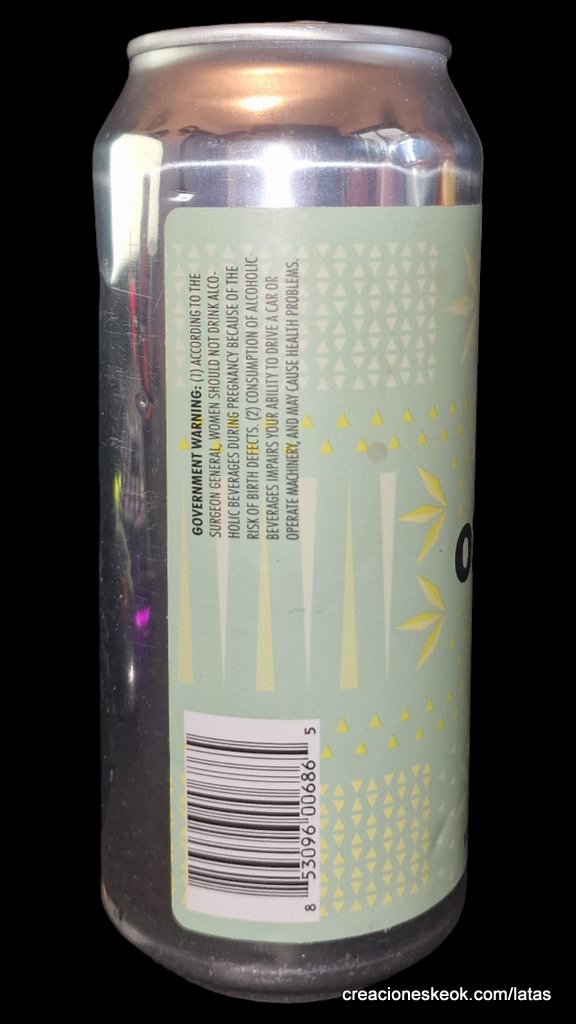 GOVERNMENT WARNING: (1) ACCORDING TO THE
SURGEON GENERAL, WOMEN SHOULD NOT DRINK ALCO-
HOLIC BEVERAGES DURING PREGNANCY BECAUSE OF THE
RISK OF BIRTH DEFECTS. (2) CONSUMPTION OF ALCOHOLIC
BEVERAGES IMPAIRS YOUR ABILITY TO DRIVE A CAR OR
OPERATE MACHINERY, AND MAY CAUSE HEALTH PROBLEMS.
O
8 53096 00686 5
creacioneskeok.com/latas